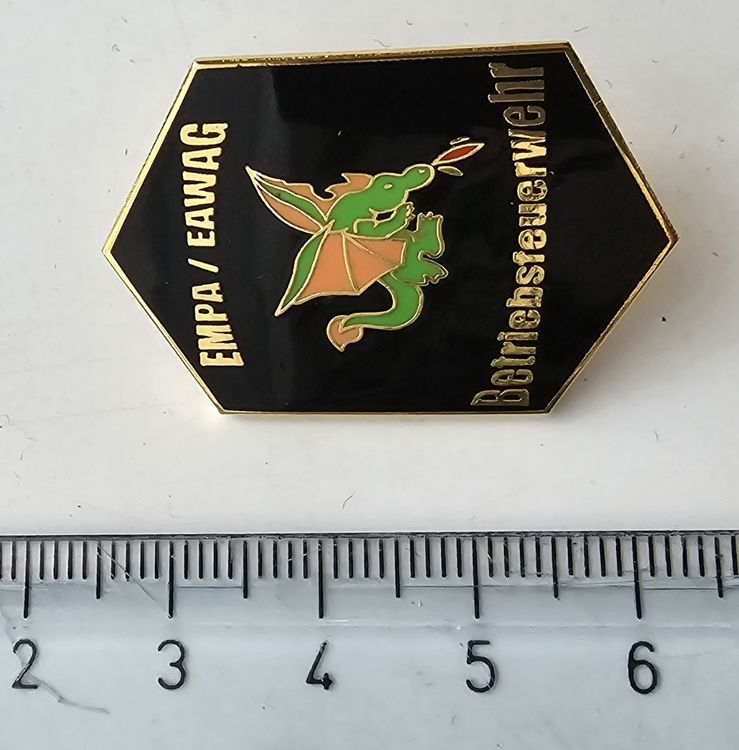 EMPA / EAWAG
Betriebsfeuerwehr
2 3 4 5 6